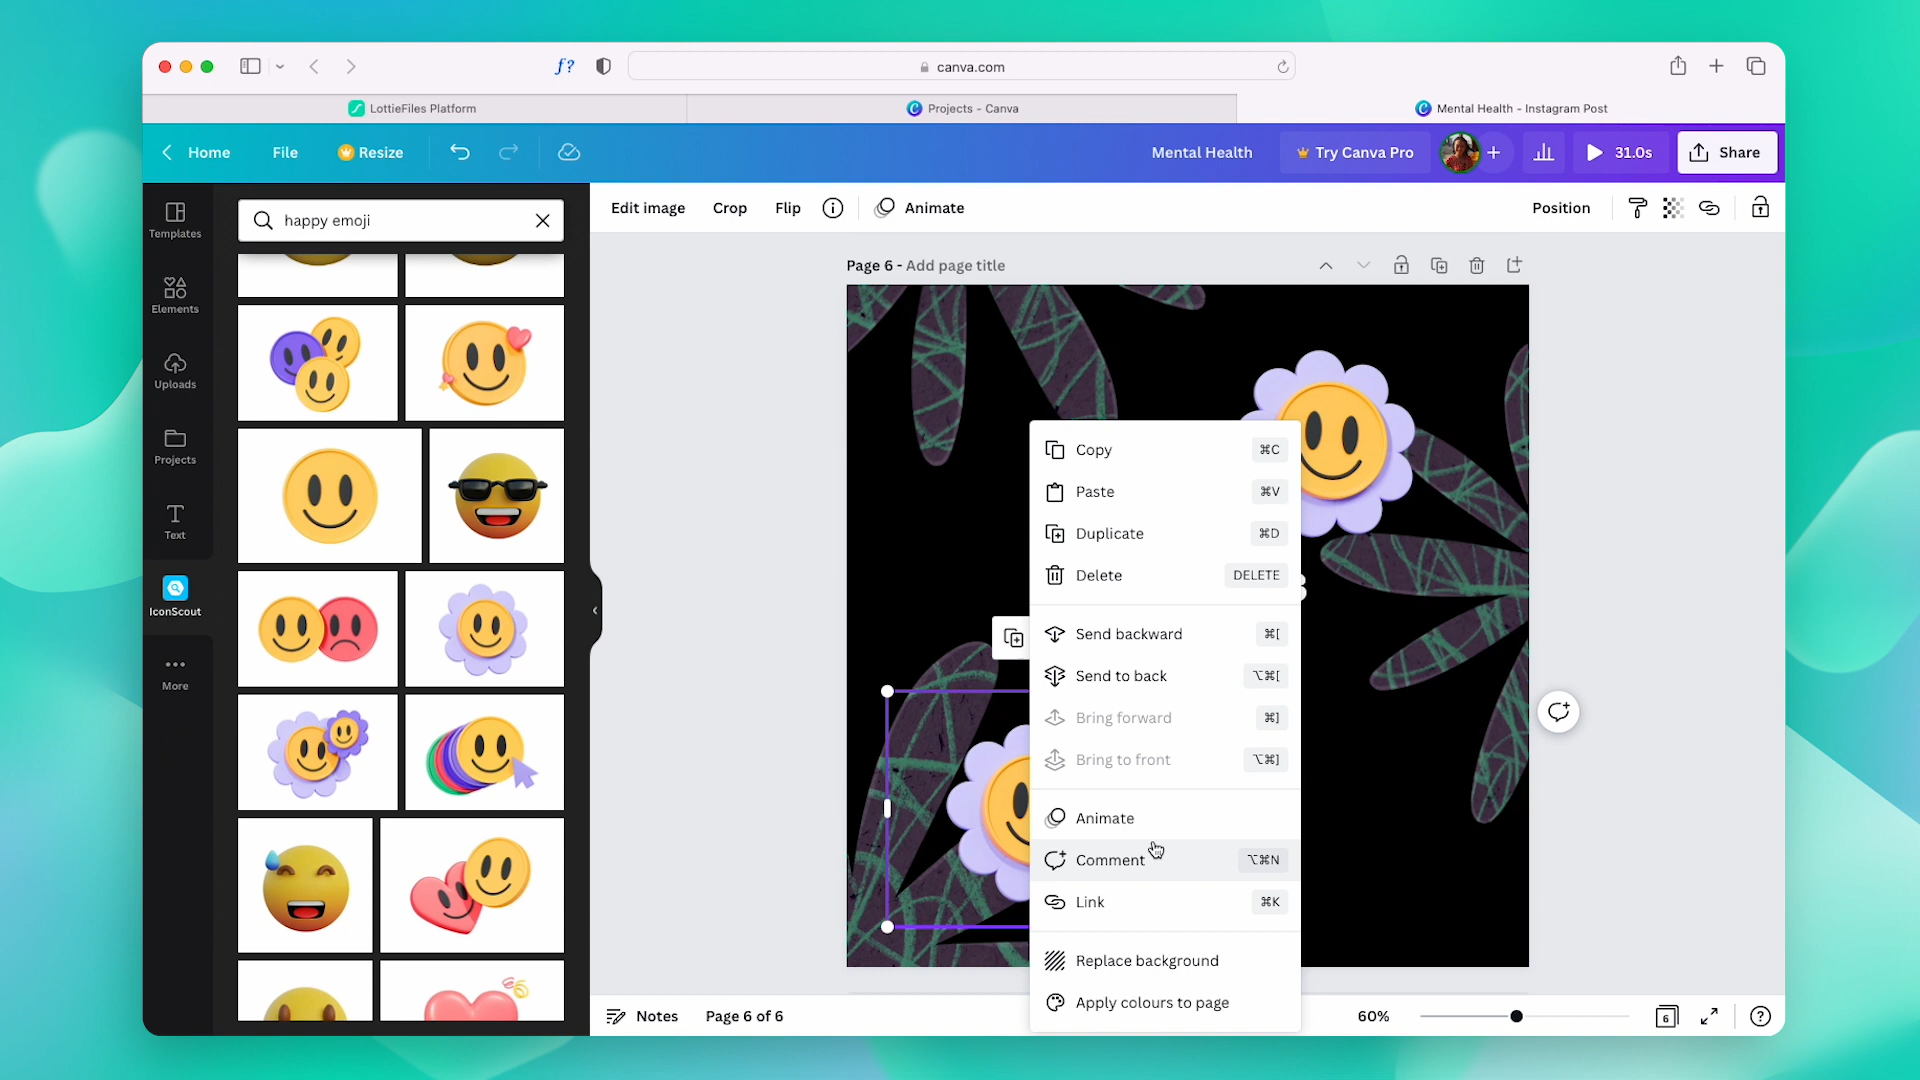 f?
canva.com
LottieFiles Platform
Projects - Canva
Mental Health - Instagram Post
Home
File
Resize
Mental Health
Try Canva Pro
31.0s
Share
Templates
Elements
Uploads
Projects
Text
IconScout
More
happy emoji
Edit image
Crop
Flip
Animate
Position
Page 6 - Add page title
Copy ⌘C
Paste ⌘V
Duplicate ⌘D
Delete DELETE
Send backward ⌘[
Send to back ⌥⌘[
Bring forward ⌘]
Bring to front ⌥⌘]
Animate
Comment ⌥⌘N
Link ⌘K
Replace background
Apply colours to page
Notes
Page 6 of 6
60%
6
?